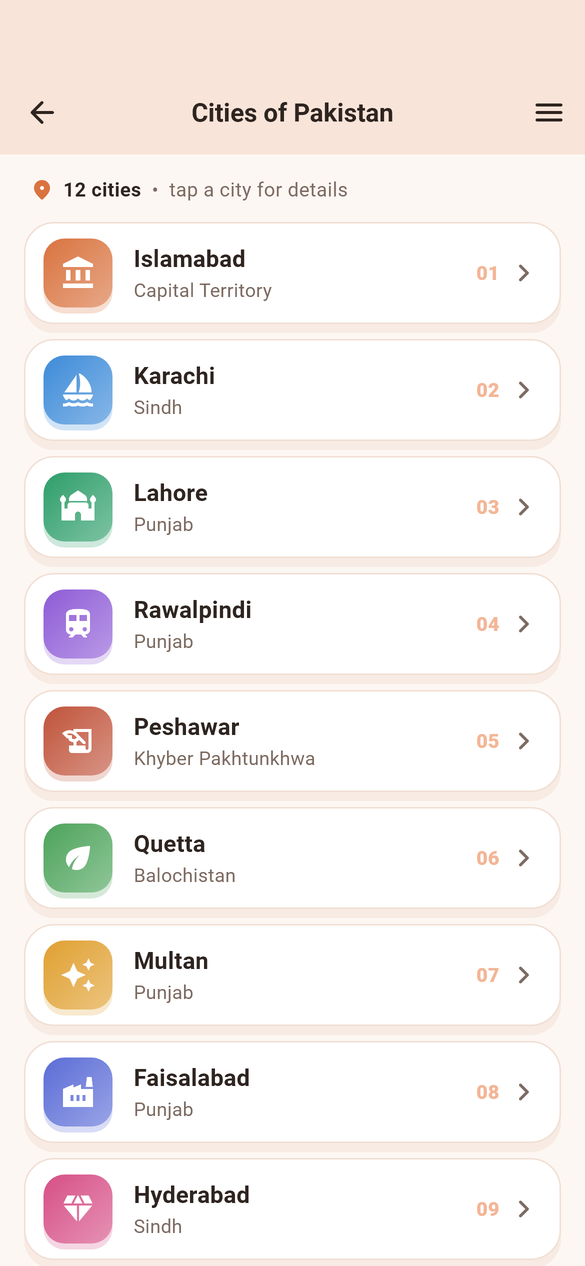 Cities of Pakistan
12 cities • tap a city for details
Islamabad
Capital Territory
01
Karachi
Sindh
02
Lahore
Punjab
03
Rawalpindi
Punjab
04
Peshawar
Khyber Pakhtunkhwa
05
Quetta
Balochistan
06
Multan
Punjab
07
Faisalabad
Punjab
08
Hyderabad
Sindh
09